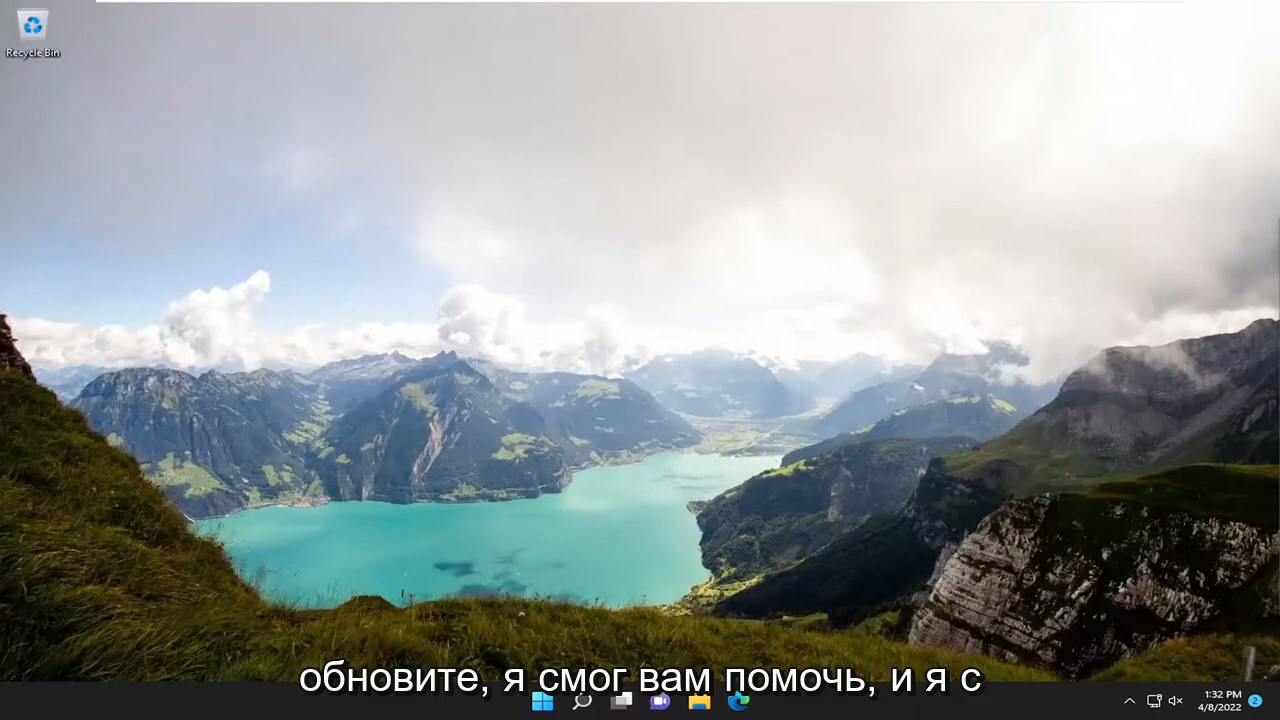 Recycle Bin
обновите, я смог вам помочь, и я с
1:32 PM
4/8/2022
2